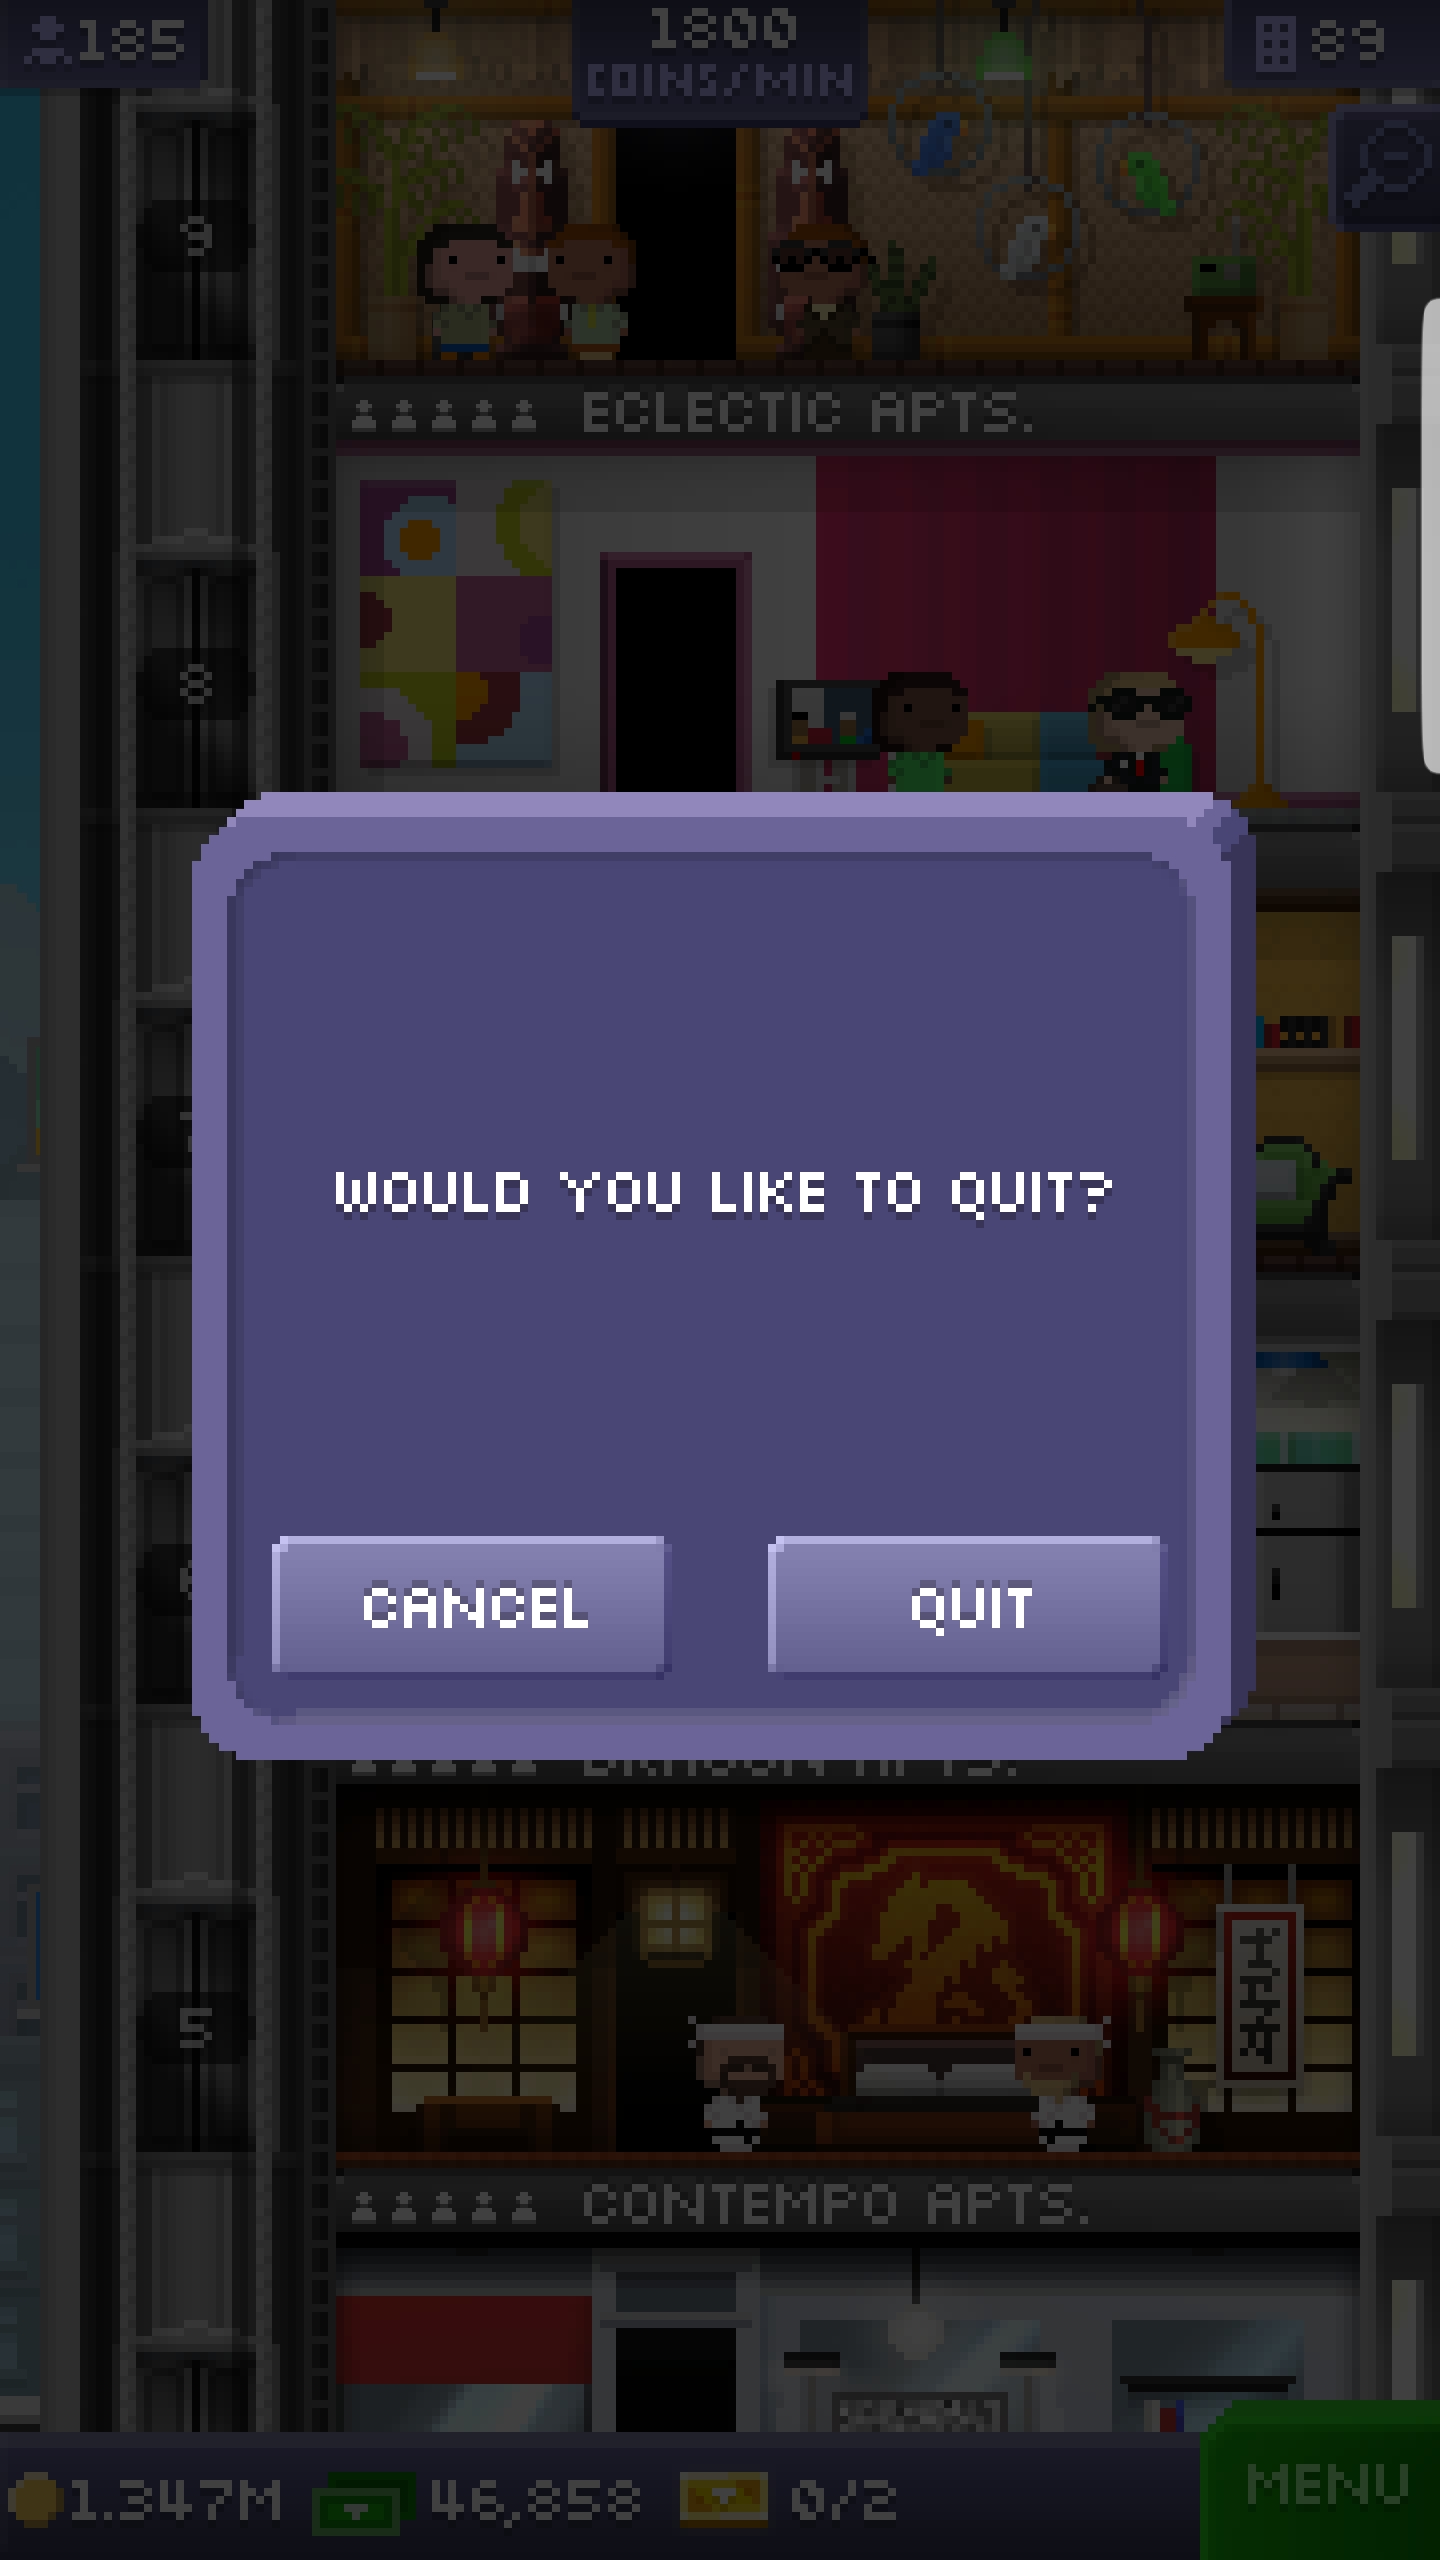 185
1800
COINS/MIN
89
9
ECLECTIC APTS.
8
WOULD YOU LIKE TO QUIT?
CANCEL
QUIT
DRAGON APTS.
5
CONTEMPO APTS.
1.347M
46,858
0/2
MENU